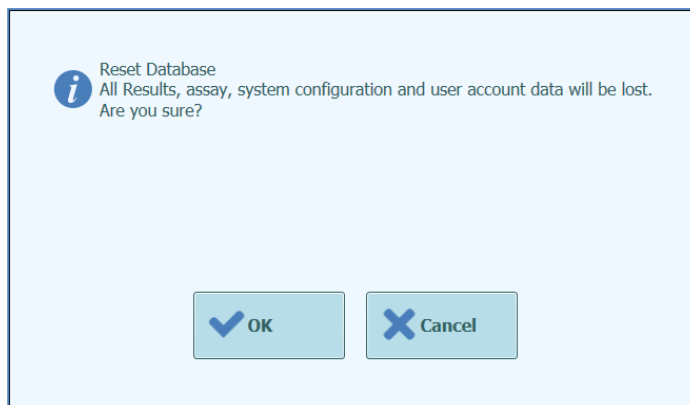 Reset Database
All Results, assay, system configuration and user account data will be lost.
Are you sure?
OK
Cancel